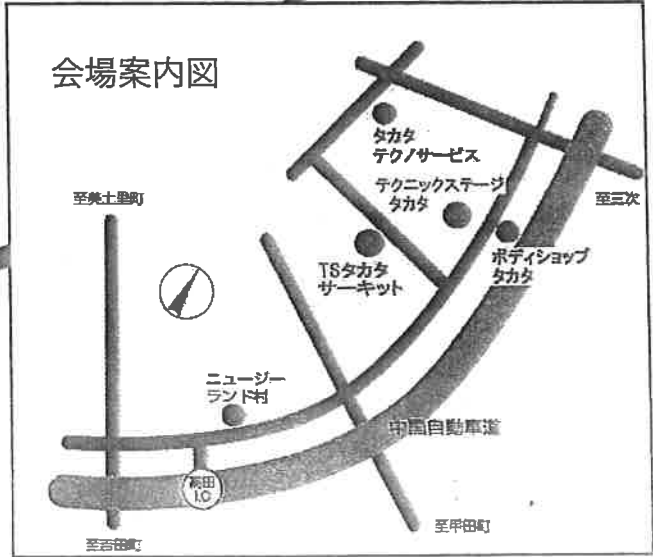 会場案内図
タカタ
テクノサービス
至美土里町
テクニックステージ
タカタ
至三次
TSタカタ
サーキット
ボディショップ
タカタ
ニュージー
ランド村
中国自動車道
高田
I.C
至吉田町
至甲田町